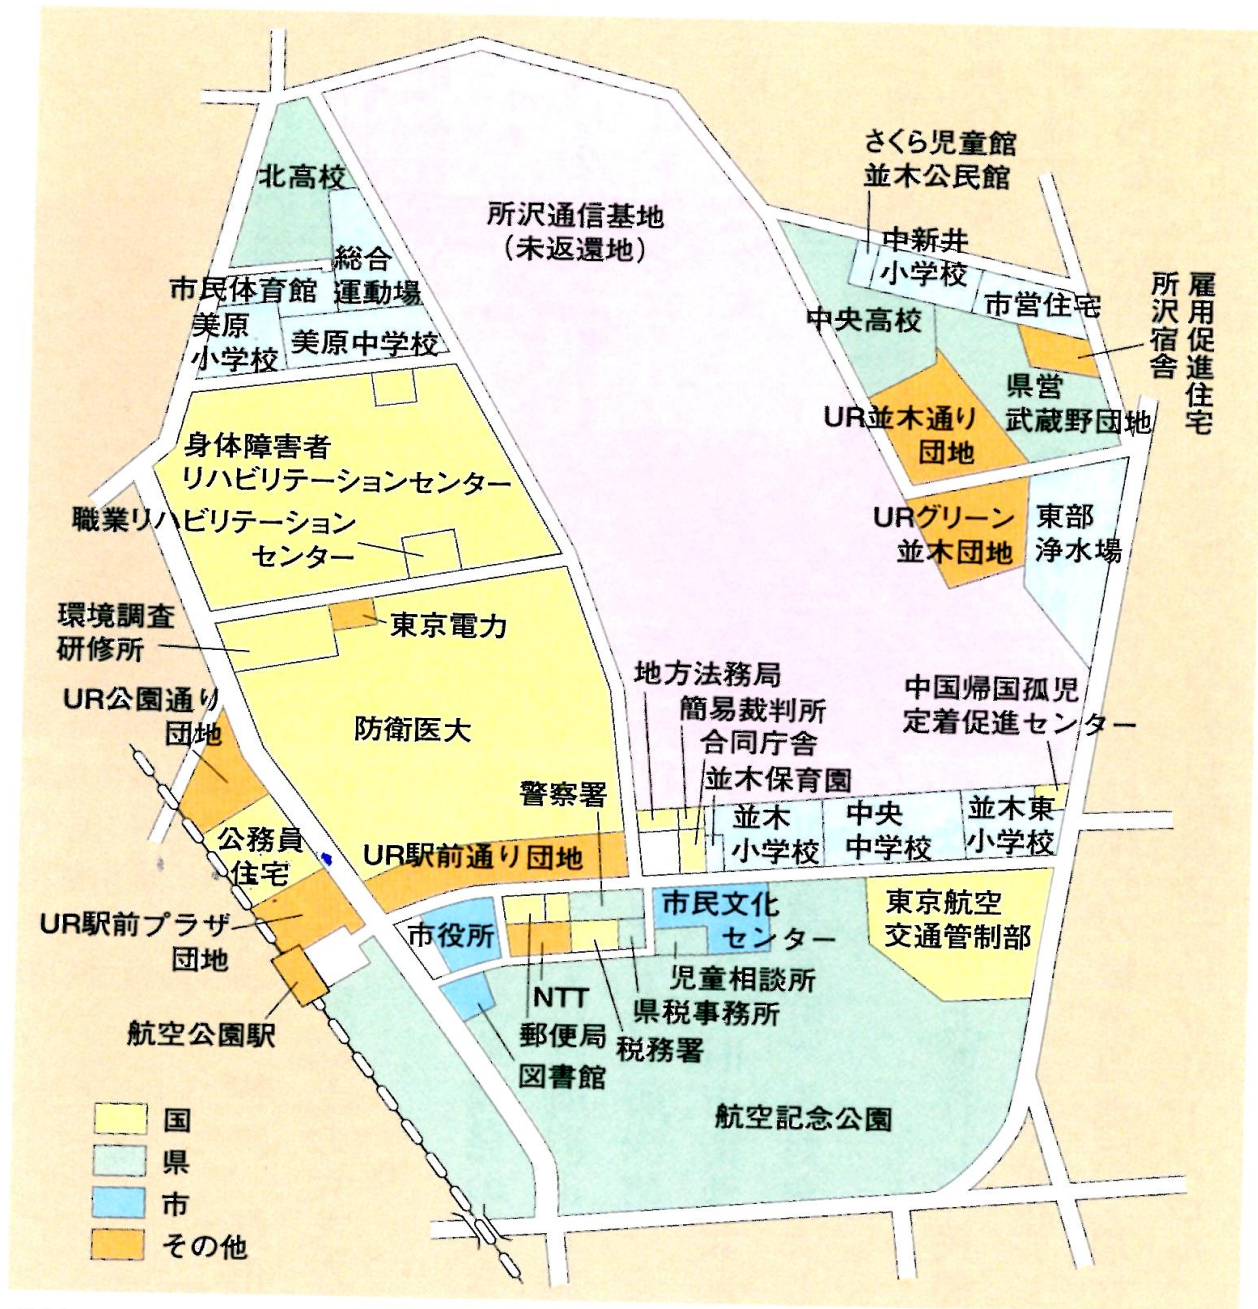 さくら児童館
並木公民館
北高校
所沢通信基地
(未返還地)
中新井
小学校
総合
運動場
市民体育館
市営住宅
雇用促進住宅
所沢宿舎
美原
小学校
美原中学校
中央高校
県営
武蔵野団地
UR並木通り
団地
身体障害者
リハビリテーションセンター
職業リハビリテーション
センター
URグリーン
並木団地
東部
浄水場
環境調査
研修所
東京電力
UR公園通り
団地
防衛医大
地方法務局
簡易裁判所
合同庁舎
並木保育園
中国帰国孤児
定着促進センター
警察署
並木
小学校
中央
中学校
並木東
小学校
公務員
住宅
UR駅前通り団地
UR駅前プラザ
団地
市役所
市民文化
センター
東京航空
交通管制部
児童相談所
NTT
県税事務所
郵便局
税務署
図書館
航空公園駅
航空記念公園
国
県
市
その他